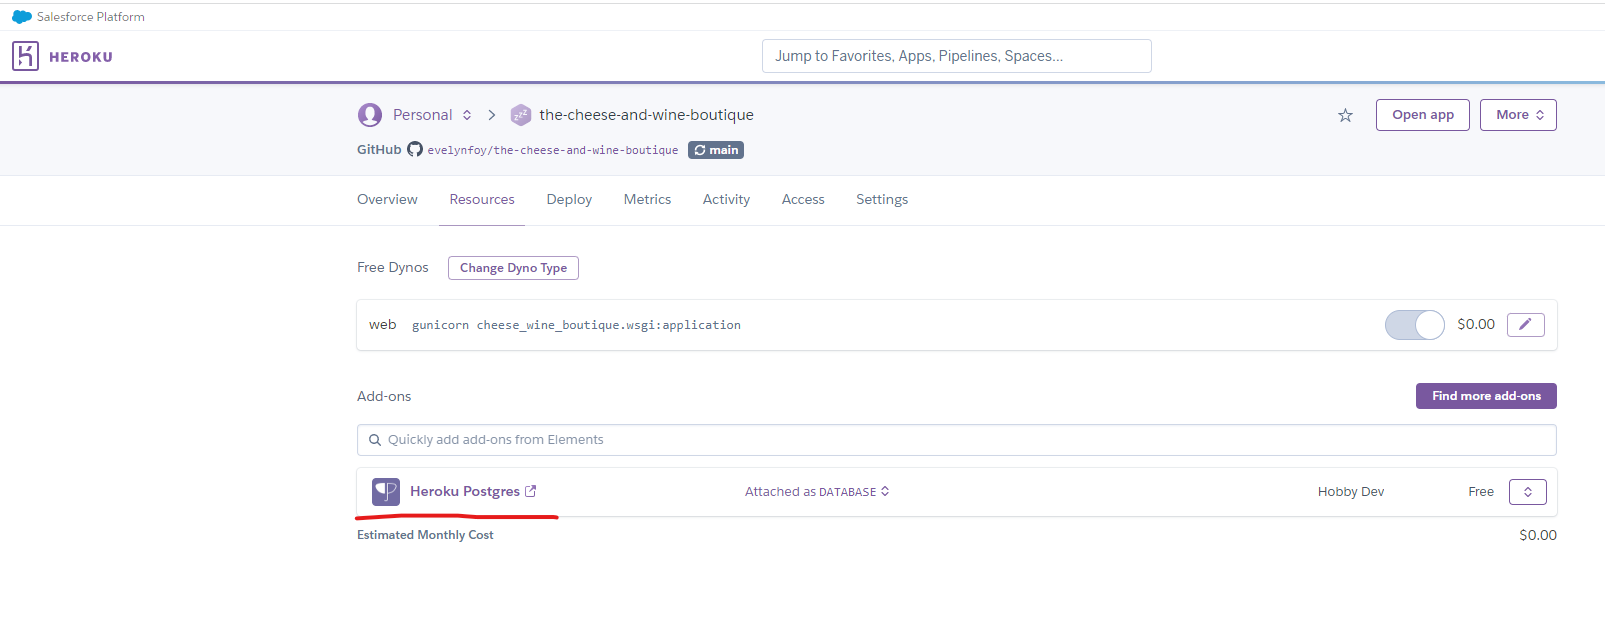 Salesforce Platform
HEROKU
Jump to Favorites, Apps, Pipelines, Spaces...
Personal the-cheese-and-wine-boutique
Open app More
GitHub evelynfoy/the-cheese-and-wine-boutique main
Overview Resources Deploy Metrics Activity Access Settings
Free Dynos Change Dyno Type
web gunicorn cheese_wine_boutique.wsgi:application $0.00
Add-ons Find more add-ons
Quickly add add-ons from Elements
Heroku Postgres Attached as DATABASE Hobby Dev Free
Estimated Monthly Cost $0.00